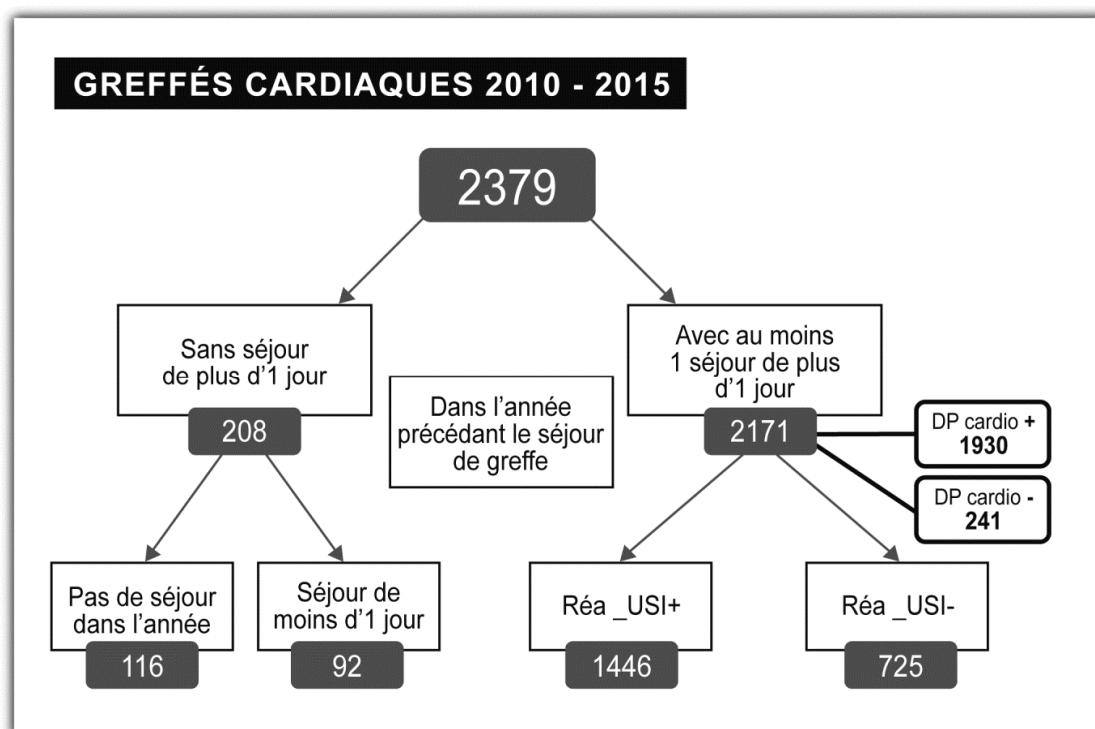 GREFFÉS CARDIAQUES 2010 - 2015
2379
Sans séjour
de plus d'1 jour
208
Dans l'année
précédant le séjour
de greffe
Avec au moins
1 séjour de plus
d'1 jour
2171
DP cardio +
1930
DP cardio -
241
Pas de séjour
dans l'année
116
Séjour de
moins d'1 jour
92
Réa _USI+
1446
Réa _USI-
725